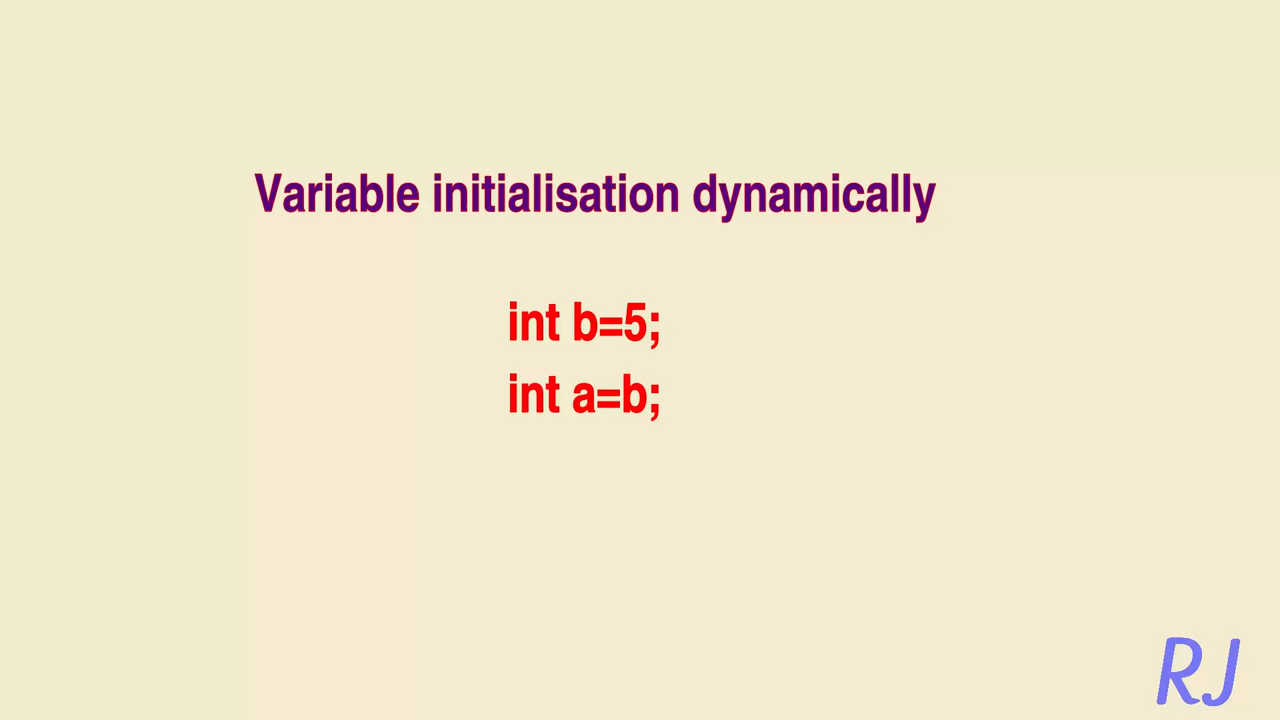 Variable initialisation dynamically
int b=5;
int a=b;
RJ